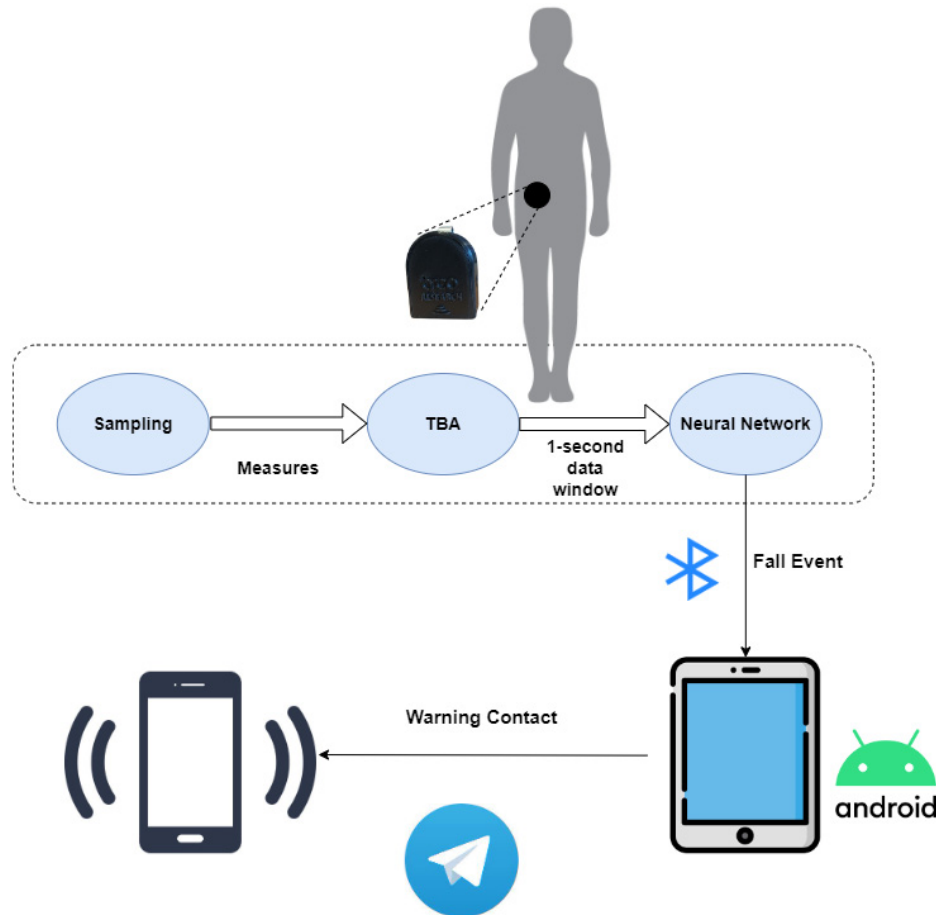 Sampling
Measures
TBA
1-second
data
window
Neural Network
Fall Event
Warning Contact
android